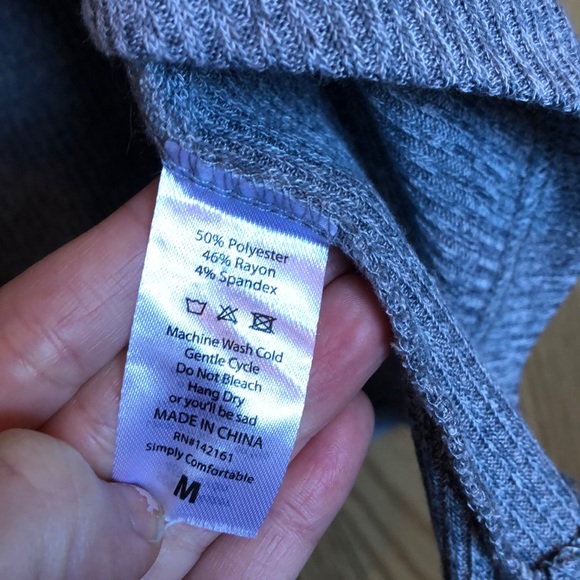 50% Polyester
46% Rayon
4% Spandex
Machine Wash Cold
Gentle Cycle
Do Not Bleach
Hang Dry
or you'll be sad
MADE IN CHINA
RN#142161
simply Comfortable
M